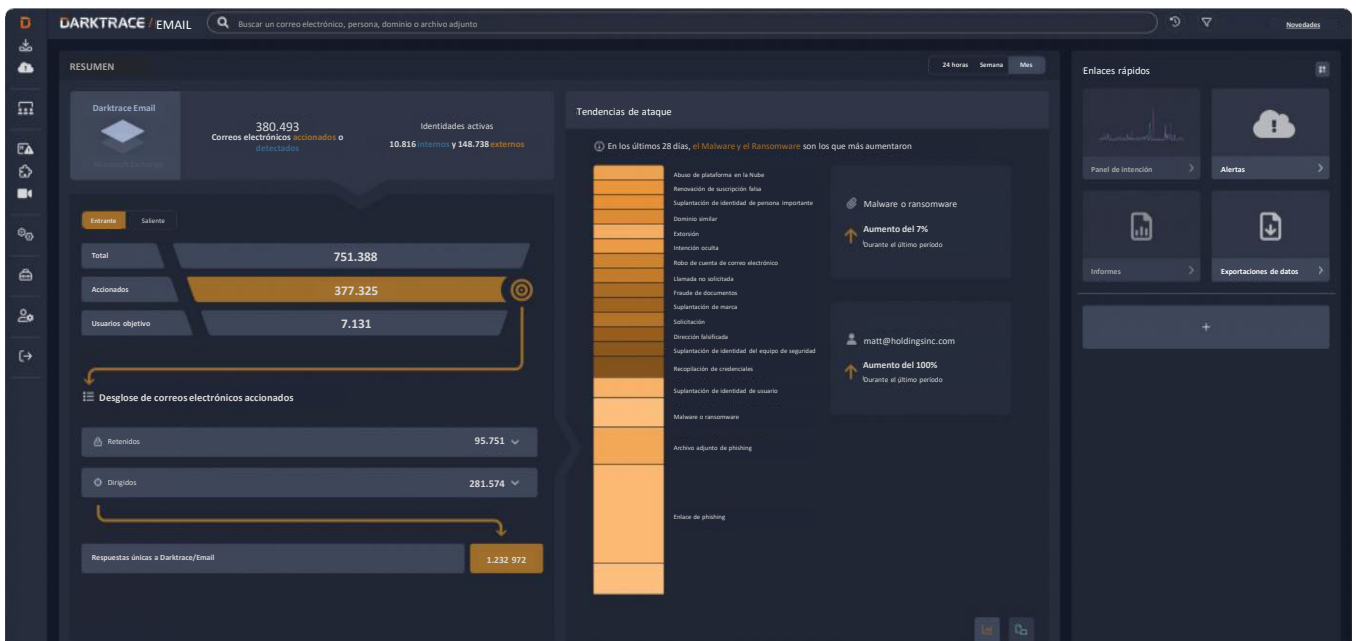 DARKTRACE / EMAIL
Buscar un correo electrónico, persona, dominio o archivo adjunto
Novedades
RESUMEN
24 horas Semana Mes
Darktrace Email
380.493
Correos electrónicos accionados o
detectados
Identidades activas
10.816 internos y 148.738 externos
Entrante Saliente
Total 751.388
Accionados 377.325
Usuarios objetivo 7.131
Desglose de correos electrónicos accionados
Retenidos 95.751
Dirigidos 281.574
Respuestas únicas a Darktrace/Email 1.232 972
Tendencias de ataque
En los últimos 28 días, el Malware y el Ransomware son los que más aumentaron
Abuso de plataforma en la Nube
Renovación de suscripción falsa
Suplantación de identidad de persona importante
Dominio similar
Extorsión
Intención oculta
Robo de cuenta de correo electrónico
Llamada no solicitada
Fraude de documentos
Suplantación de marca
Solicitación
Dirección falsificada
Suplantación de identidad del equipo de seguridad
Recopilación de credenciales
Suplantación de identidad de usuario
Malware o ransomware
Archivo adjunto de phishing
Enlace de phishing
Malware o ransomware
Aumento del 7%
Durante el último período
matt@holdingsinc.com
Aumento del 100%
Durante el último período
Enlaces rápidos
Panel de intención
Alertas
Informes
Exportaciones de datos
+